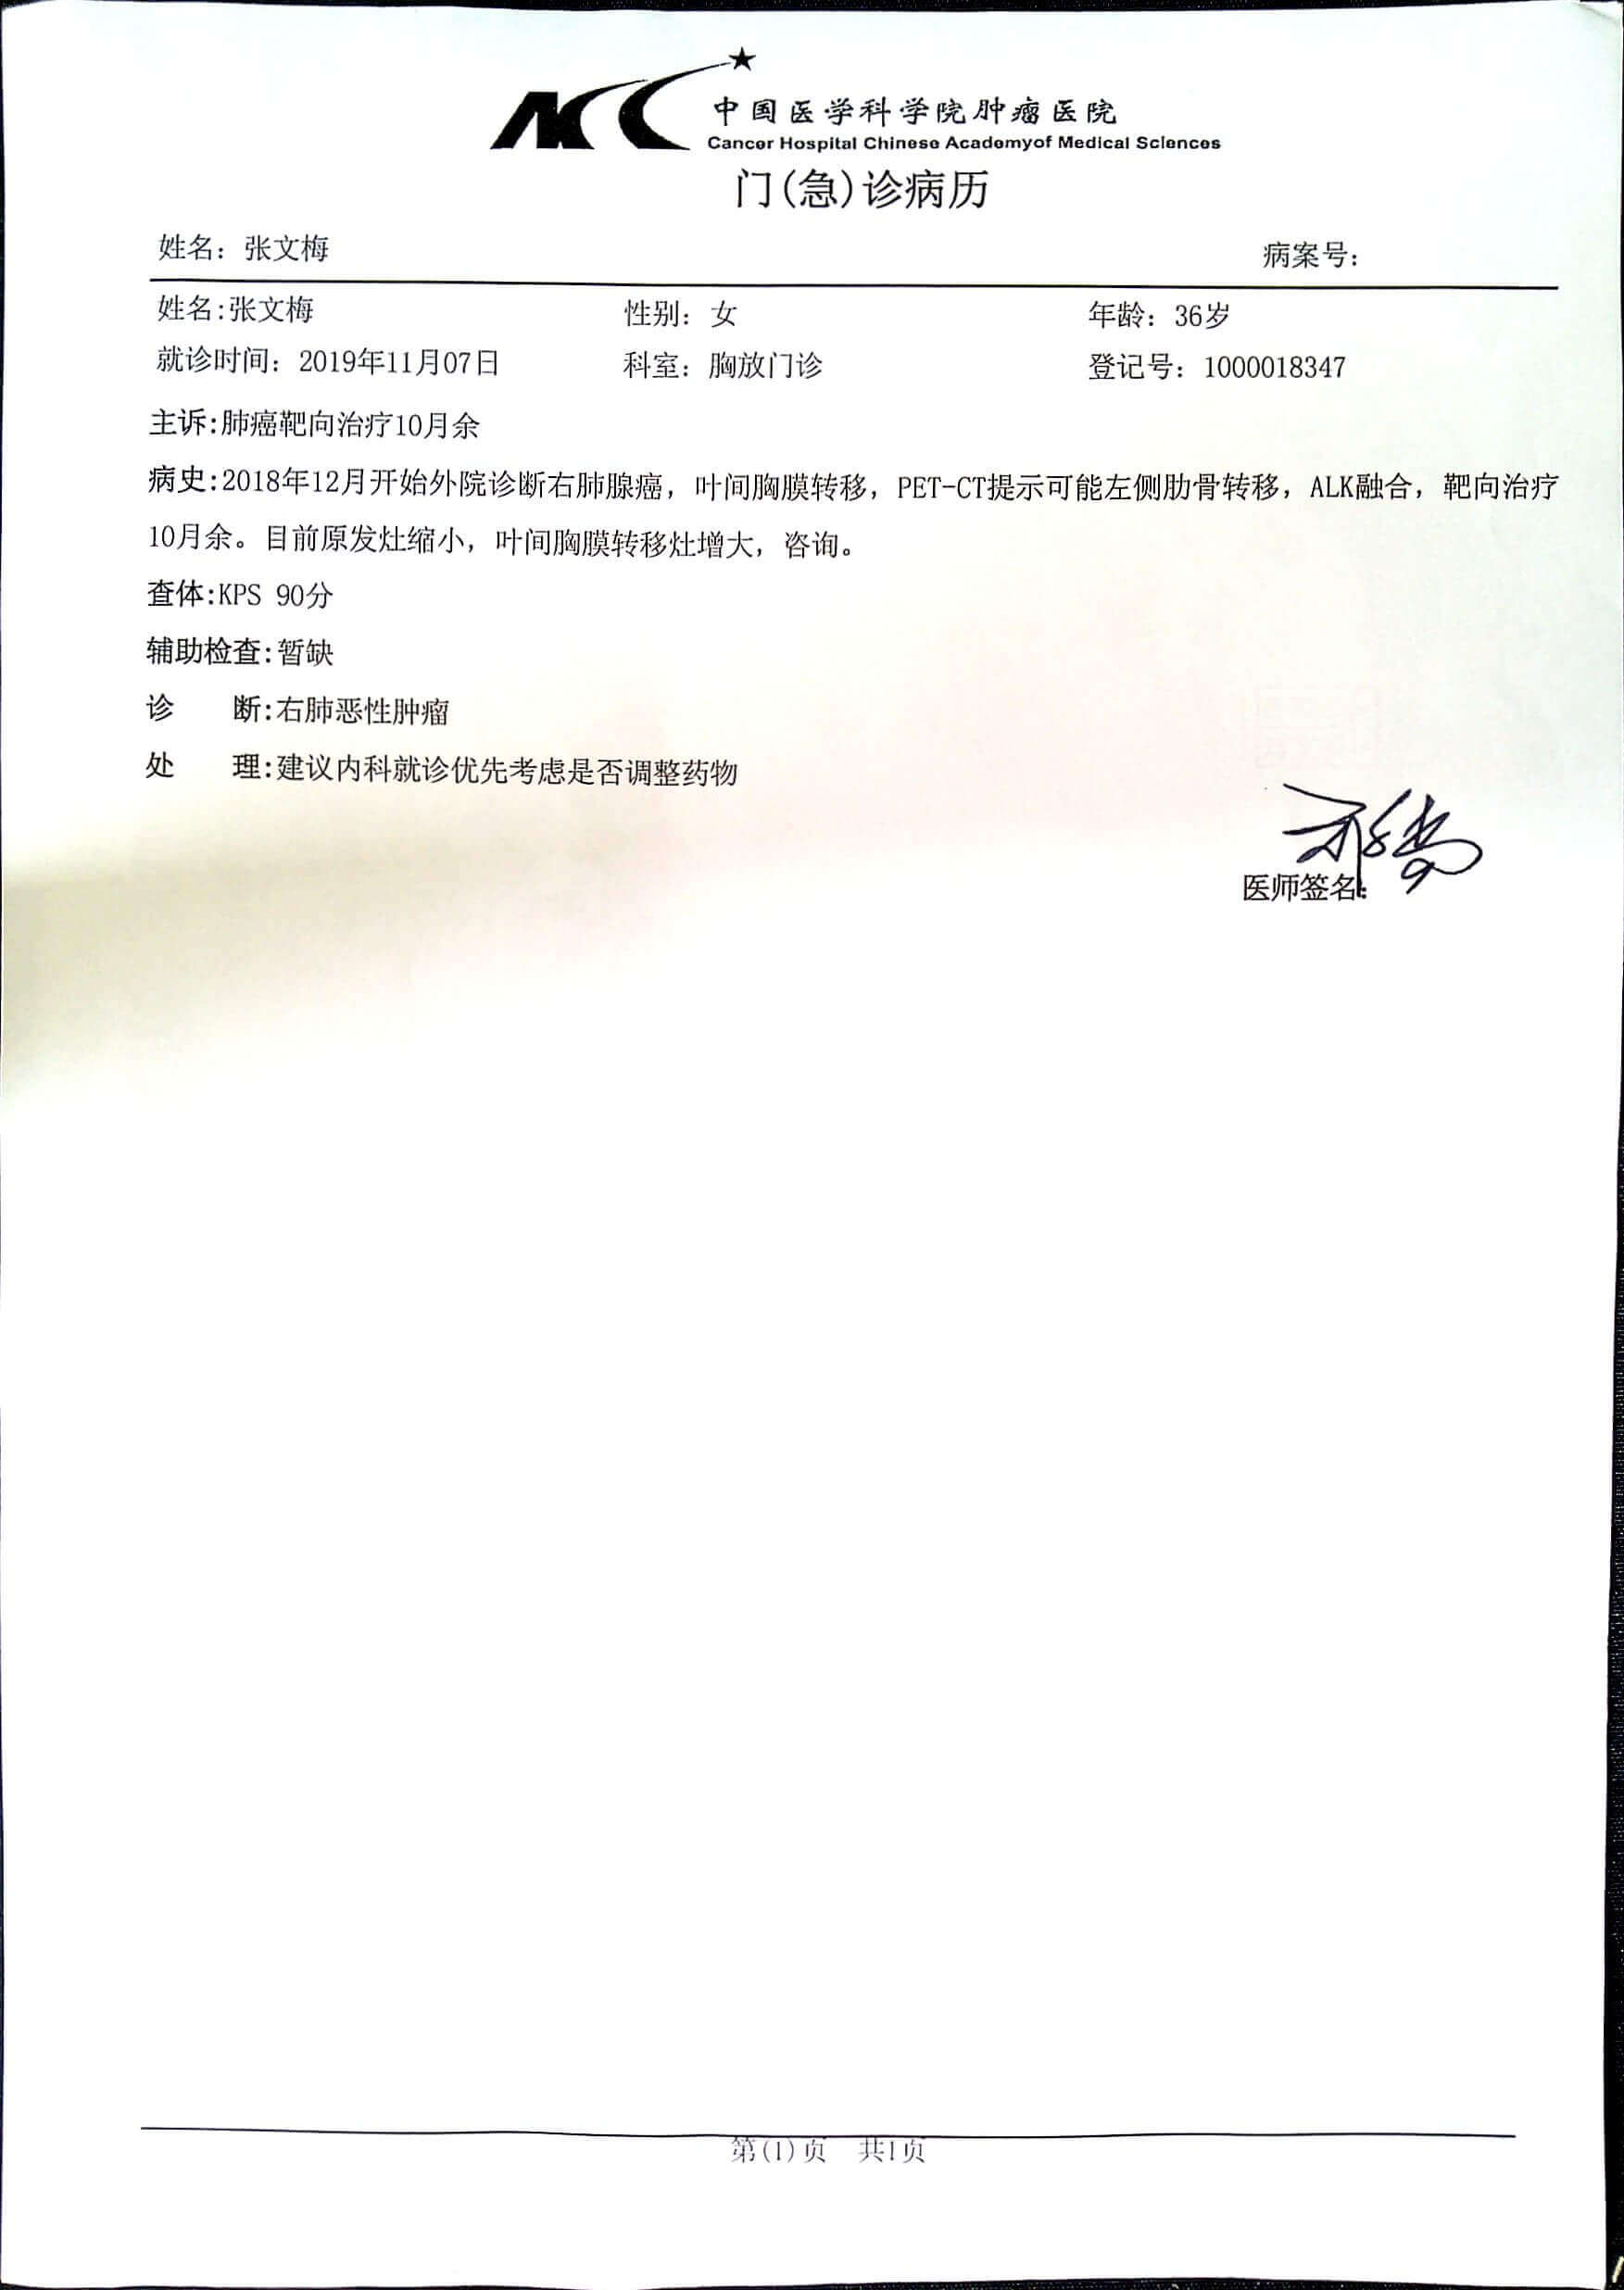 中国医学科学院肿瘤医院
Cancer Hospital Chinese Academyof Medical Sciences
门(急)诊病历
姓名：张文梅 病案号：
姓名:张文梅 性别：女 年龄：36岁
就诊时间：2019年11月07日 科室：胸放门诊 登记号：1000018347
主诉:肺癌靶向治疗10月余
病史:2018年12月开始外院诊断右肺腺癌，叶间胸膜转移，PET-CT提示可能左侧肋骨转移，ALK融合，靶向治疗
10月余。目前原发灶缩小，叶间胸膜转移灶增大，咨询。
查体:KPS 90分
辅助检查:暂缺
诊 断:右肺恶性肿瘤
处 理:建议内科就诊优先考虑是否调整药物
医师签名:
第(1)页 共1页